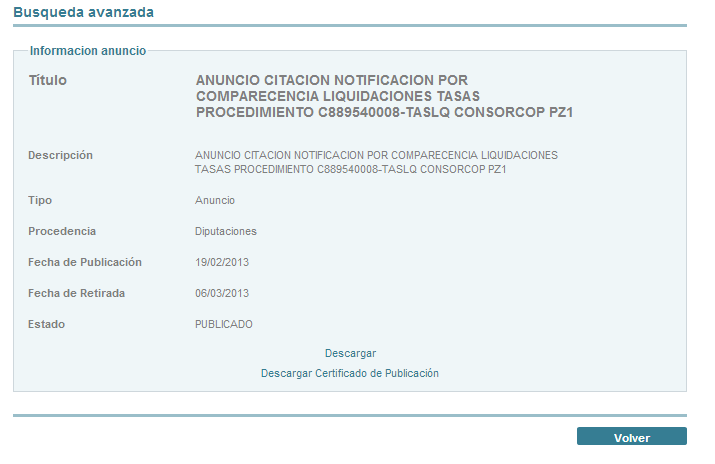 Busqueda avanzada
Informacion anuncio
Título
ANUNCIO CITACION NOTIFICACION POR
COMPARECENCIA LIQUIDACIONES TASAS
PROCEDIMIENTO C889540008-TASLQ CONSORCOP PZ1
Descripción
ANUNCIO CITACION NOTIFICACION POR COMPARECENCIA LIQUIDACIONES
TASAS PROCEDIMIENTO C889540008-TASLQ CONSORCOP PZ1
Tipo Anuncio
Procedencia Diputaciones
Fecha de Publicación 19/02/2013
Fecha de Retirada 06/03/2013
Estado PUBLICADO
Descargar
Descargar Certificado de Publicación
Volver